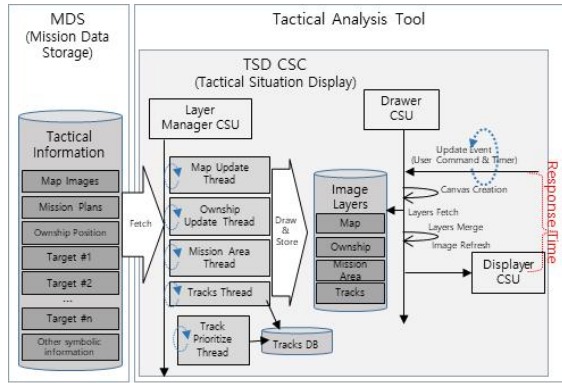 MDS
(Mission Data
Storage)
Tactical
Information
Map Images
Mission Plans
Ownship Position
Target #1
Target #2
...
Target #n
Other symbolic
information
Fetch
Tactical Analysis Tool
TSD CSC
(Tactical Situation Display)
Layer
Manager CSU
Map Update
Thread
Ownship
Update Thread
Mission Area
Thread
Tracks Thread
Track
Prioritize
Thread
Tracks DB
Draw
&
Store
Image
Layers
Map
Ownship
Mission
Area
Tracks
Drawer
CSU
Update Event
(User Command & Timer)
Canvas Creation
Layers Fetch
Layers Merge
Image Refresh
Displayer
CSU
Response Time